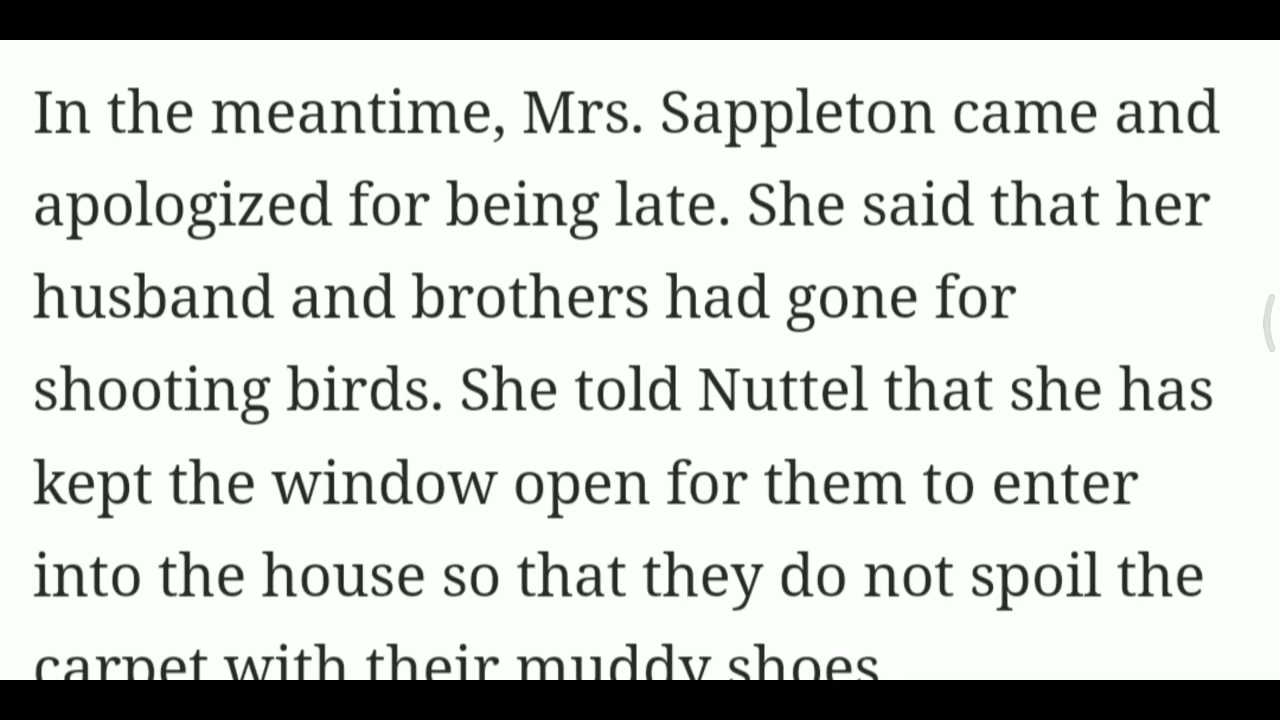 In the meantime, Mrs. Sappleton came and
apologized for being late. She said that her
husband and brothers had gone for
shooting birds. She told Nuttel that she has
kept the window open for them to enter
into the house so that they do not spoil the
carpet with their muddy shoes